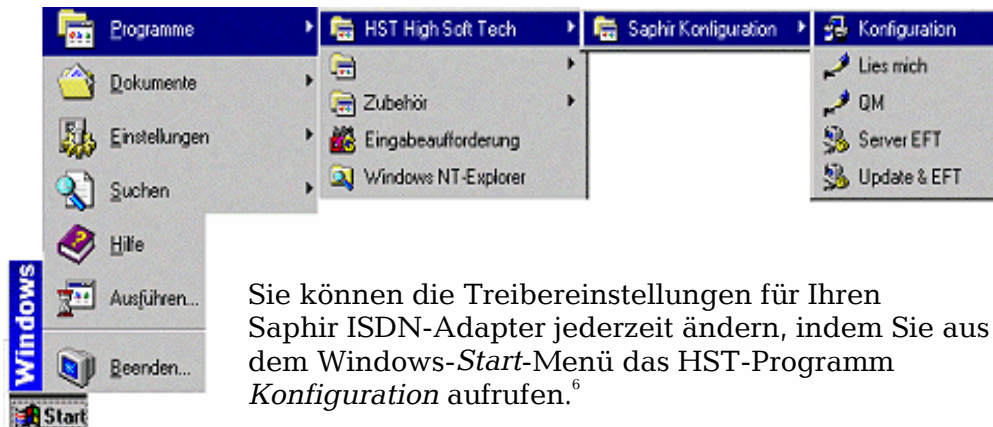 Programme
HST High Soft Tech
Saphir Konfiguration
Konfiguration
Lies mich
QM
Server EFT
Update & EFT
Zubehör
Eingabeaufforderung
Windows NT-Explorer
Dokumente
Einstellungen
Suchen
Hilfe
Ausführen...
Beenden...
Windows
Start
Sie können die Treibereinstellungen für Ihren
Saphir ISDN-Adapter jederzeit ändern, indem Sie aus
dem Windows-Start-Menü das HST-Programm
Konfiguration aufrufen.⁶